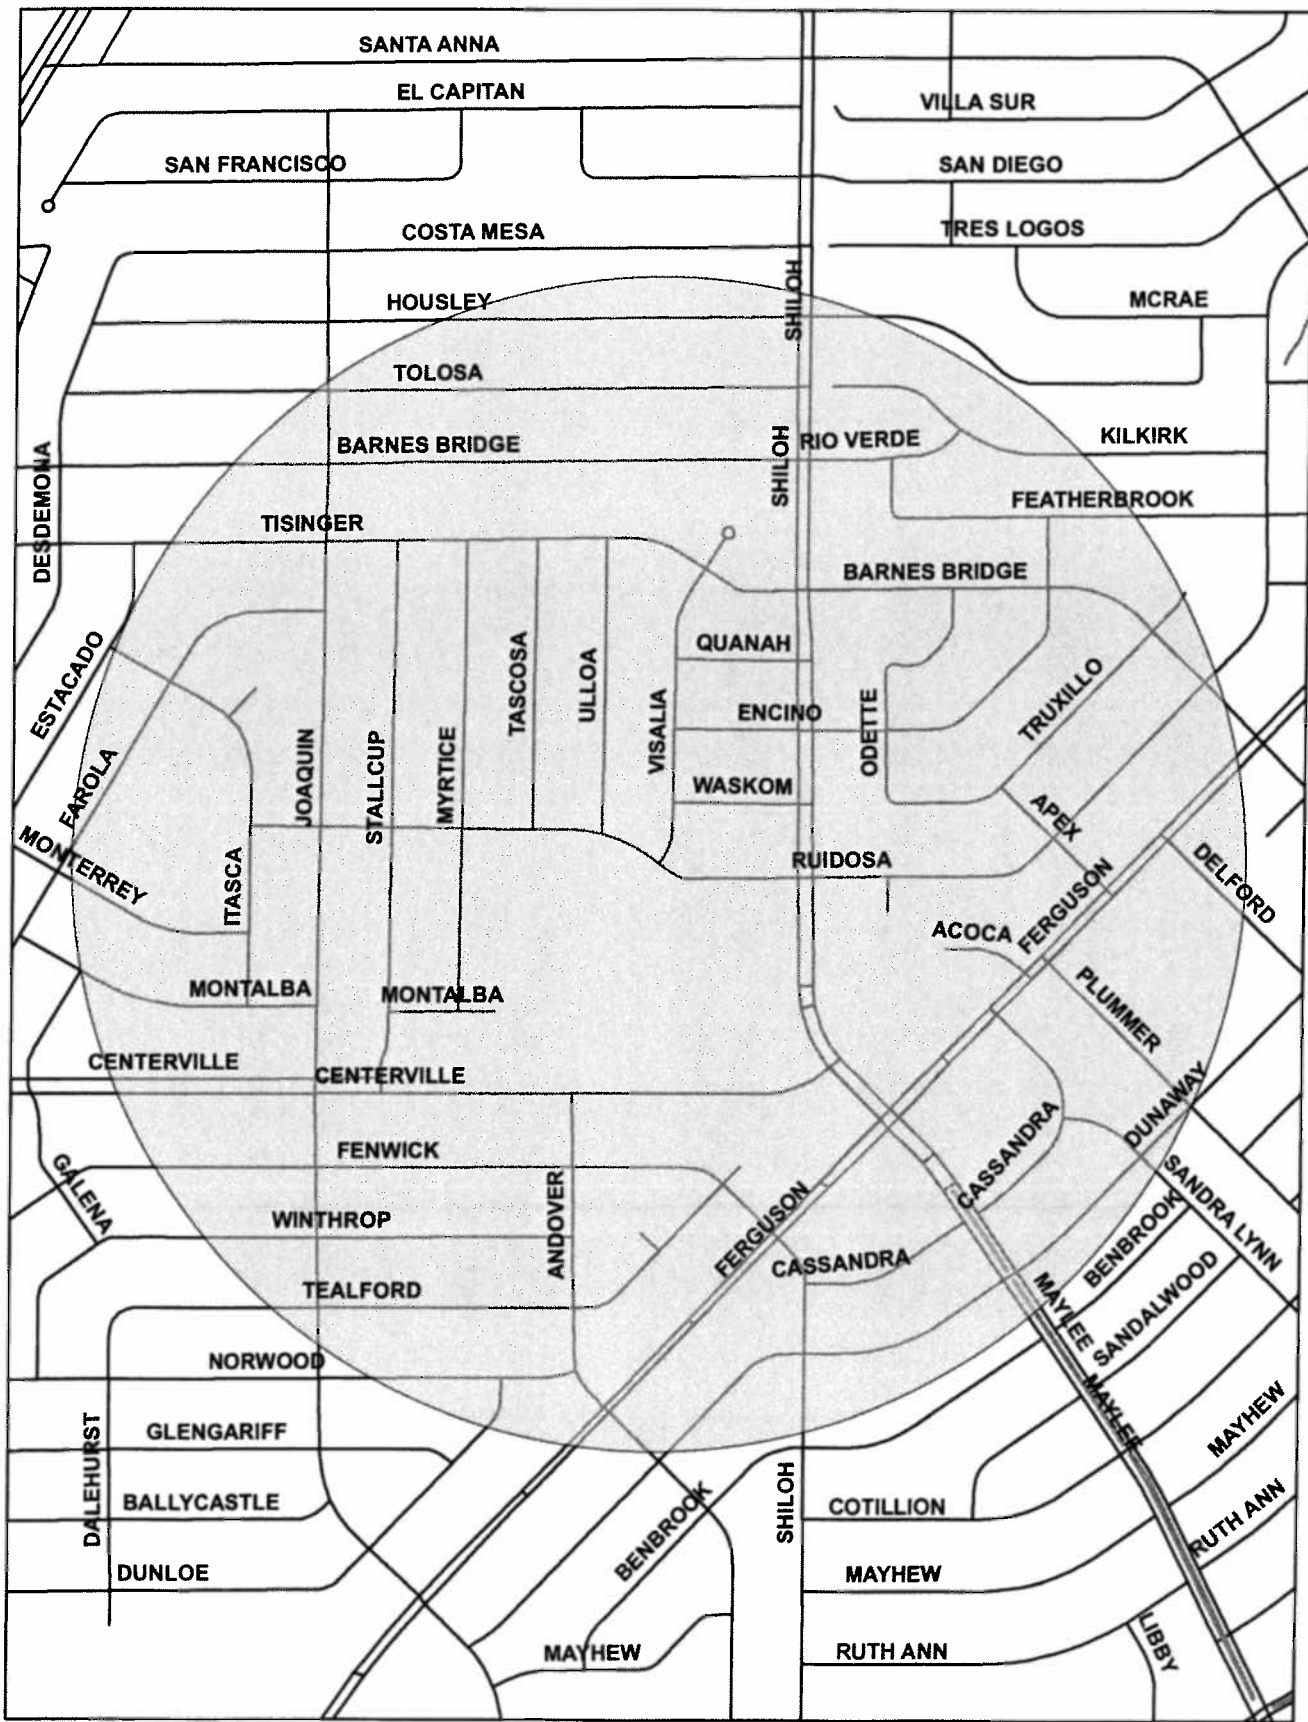 SANTA ANNA
EL CAPITAN
VILLA SUR
SAN FRANCISCO
SAN DIEGO
COSTA MESA
TRES LOGOS
HOUSLEY
SHILOH
MCRAE
TOLOSA
BARNES BRIDGE
SHILOH
RIO VERDE
KILKIRK
DESDEMONA
TISINGER
FEATHERBROOK
BARNES BRIDGE
ESTACADO
QUANAH
TASCOSA
ULLOA
VISALIA
ENCINO
ODETTE
TRUXILLO
FAROLA
JOAQUIN
STALLCUP
MYRTICE
WASKOM
APEX
MONTERREY
ITASCA
RUIDOSA
DELFORD
ACOCA
FERGUSON
MONTALBA
MONTALBA
PLUMMER
CENTERVILLE
CENTERVILLE
DUNAWAY
FENWICK
CASSANDRA
GALENA
ANDOVER
SANDRA LYNN
WINTHROP
FERGUSON
CASSANDRA
BENBROOK
TEALFORD
MAYLEE
SANDALWOOD
NORWOOD
MAYLEE
MAYHEW
DALEHURST
GLENGARIFF
BALLYCASTLE
BENBROOK
SHILOH
COTILLION
RUTH ANN
DUNLOE
MAYHEW
MAYHEW
RUTH ANN
LIBBY